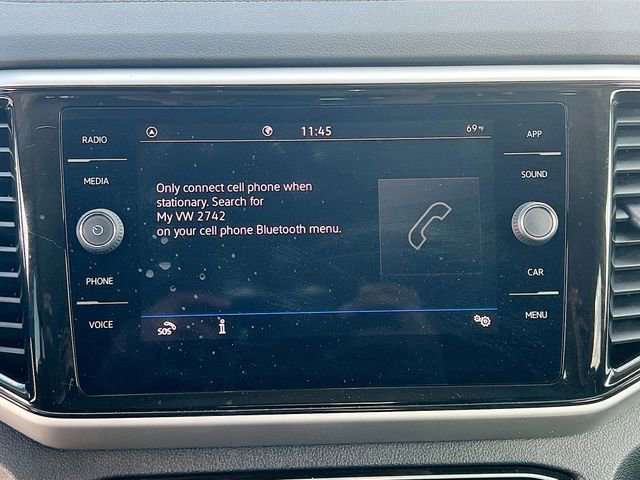 RADIO
11:45
69°F
APP
MEDIA
SOUND
Only connect cell phone when
stationary. Search for
My VW 2742
on your cell phone Bluetooth menu.
PHONE
CAR
VOICE
SOS
i
MENU